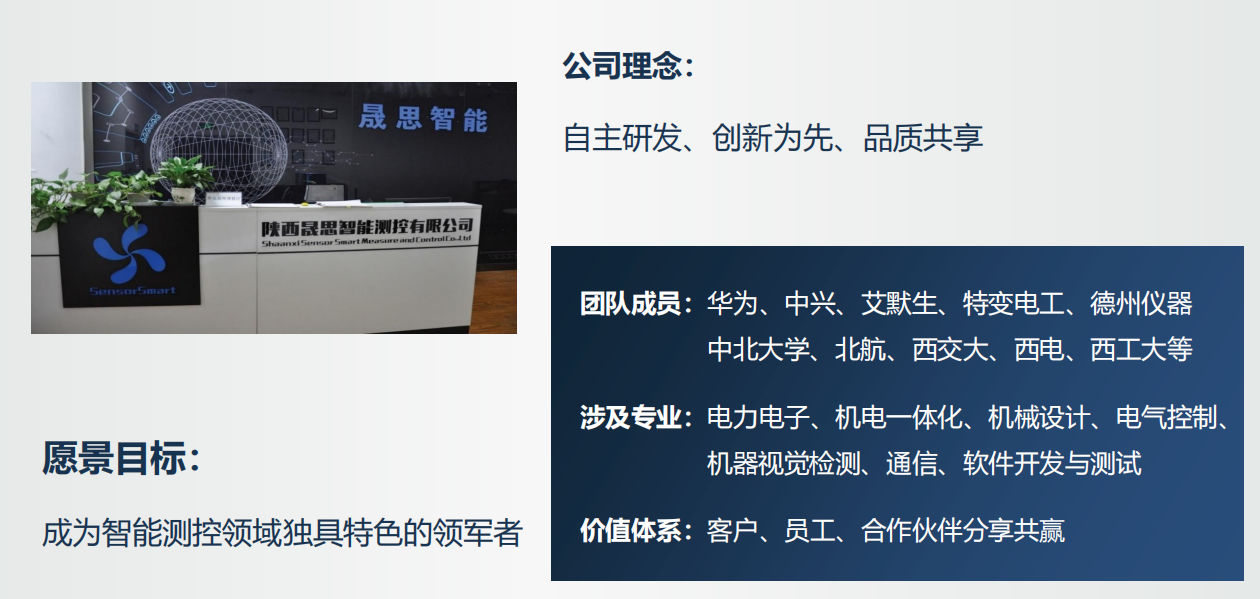 晟思智能
陕西晟思智能测控有限公司
Shaanxi Sensor Smart Measure and Control Co.,Ltd
SensorSmart
愿景目标：
成为智能测控领域独具特色的领军者
公司理念：
自主研发、创新为先、品质共享
团队成员：华为、中兴、艾默生、特变电工、德州仪器
中北大学、北航、西交大、西电、西工大等
涉及专业：电力电子、机电一体化、机械设计、电气控制、
机器视觉检测、通信、软件开发与测试
价值体系：客户、员工、合作伙伴分享共赢